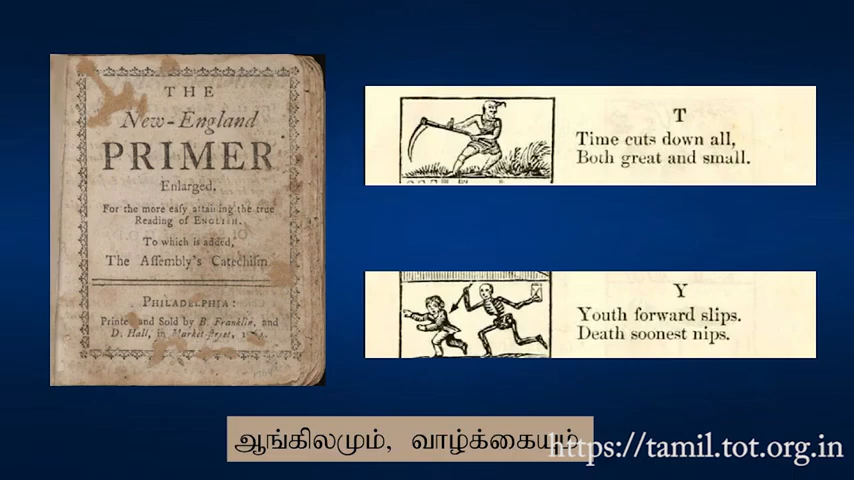 THE
New-England
PRIMER
Enlarged.
For the more easy attaining the true
Reading of ENGLISH.
To which is added,
The Assembly's Catechism
PHILADELPHIA:
Printed and Sold by B. Franklin, and
D. Hall, in Market-street,
T
Time cuts down all,
Both great and small.
Y
Youth forward slips.
Death soonest nips.
ஆங்கிலமும், வாழ்க்கையும்
https://tamil.tot.org.in